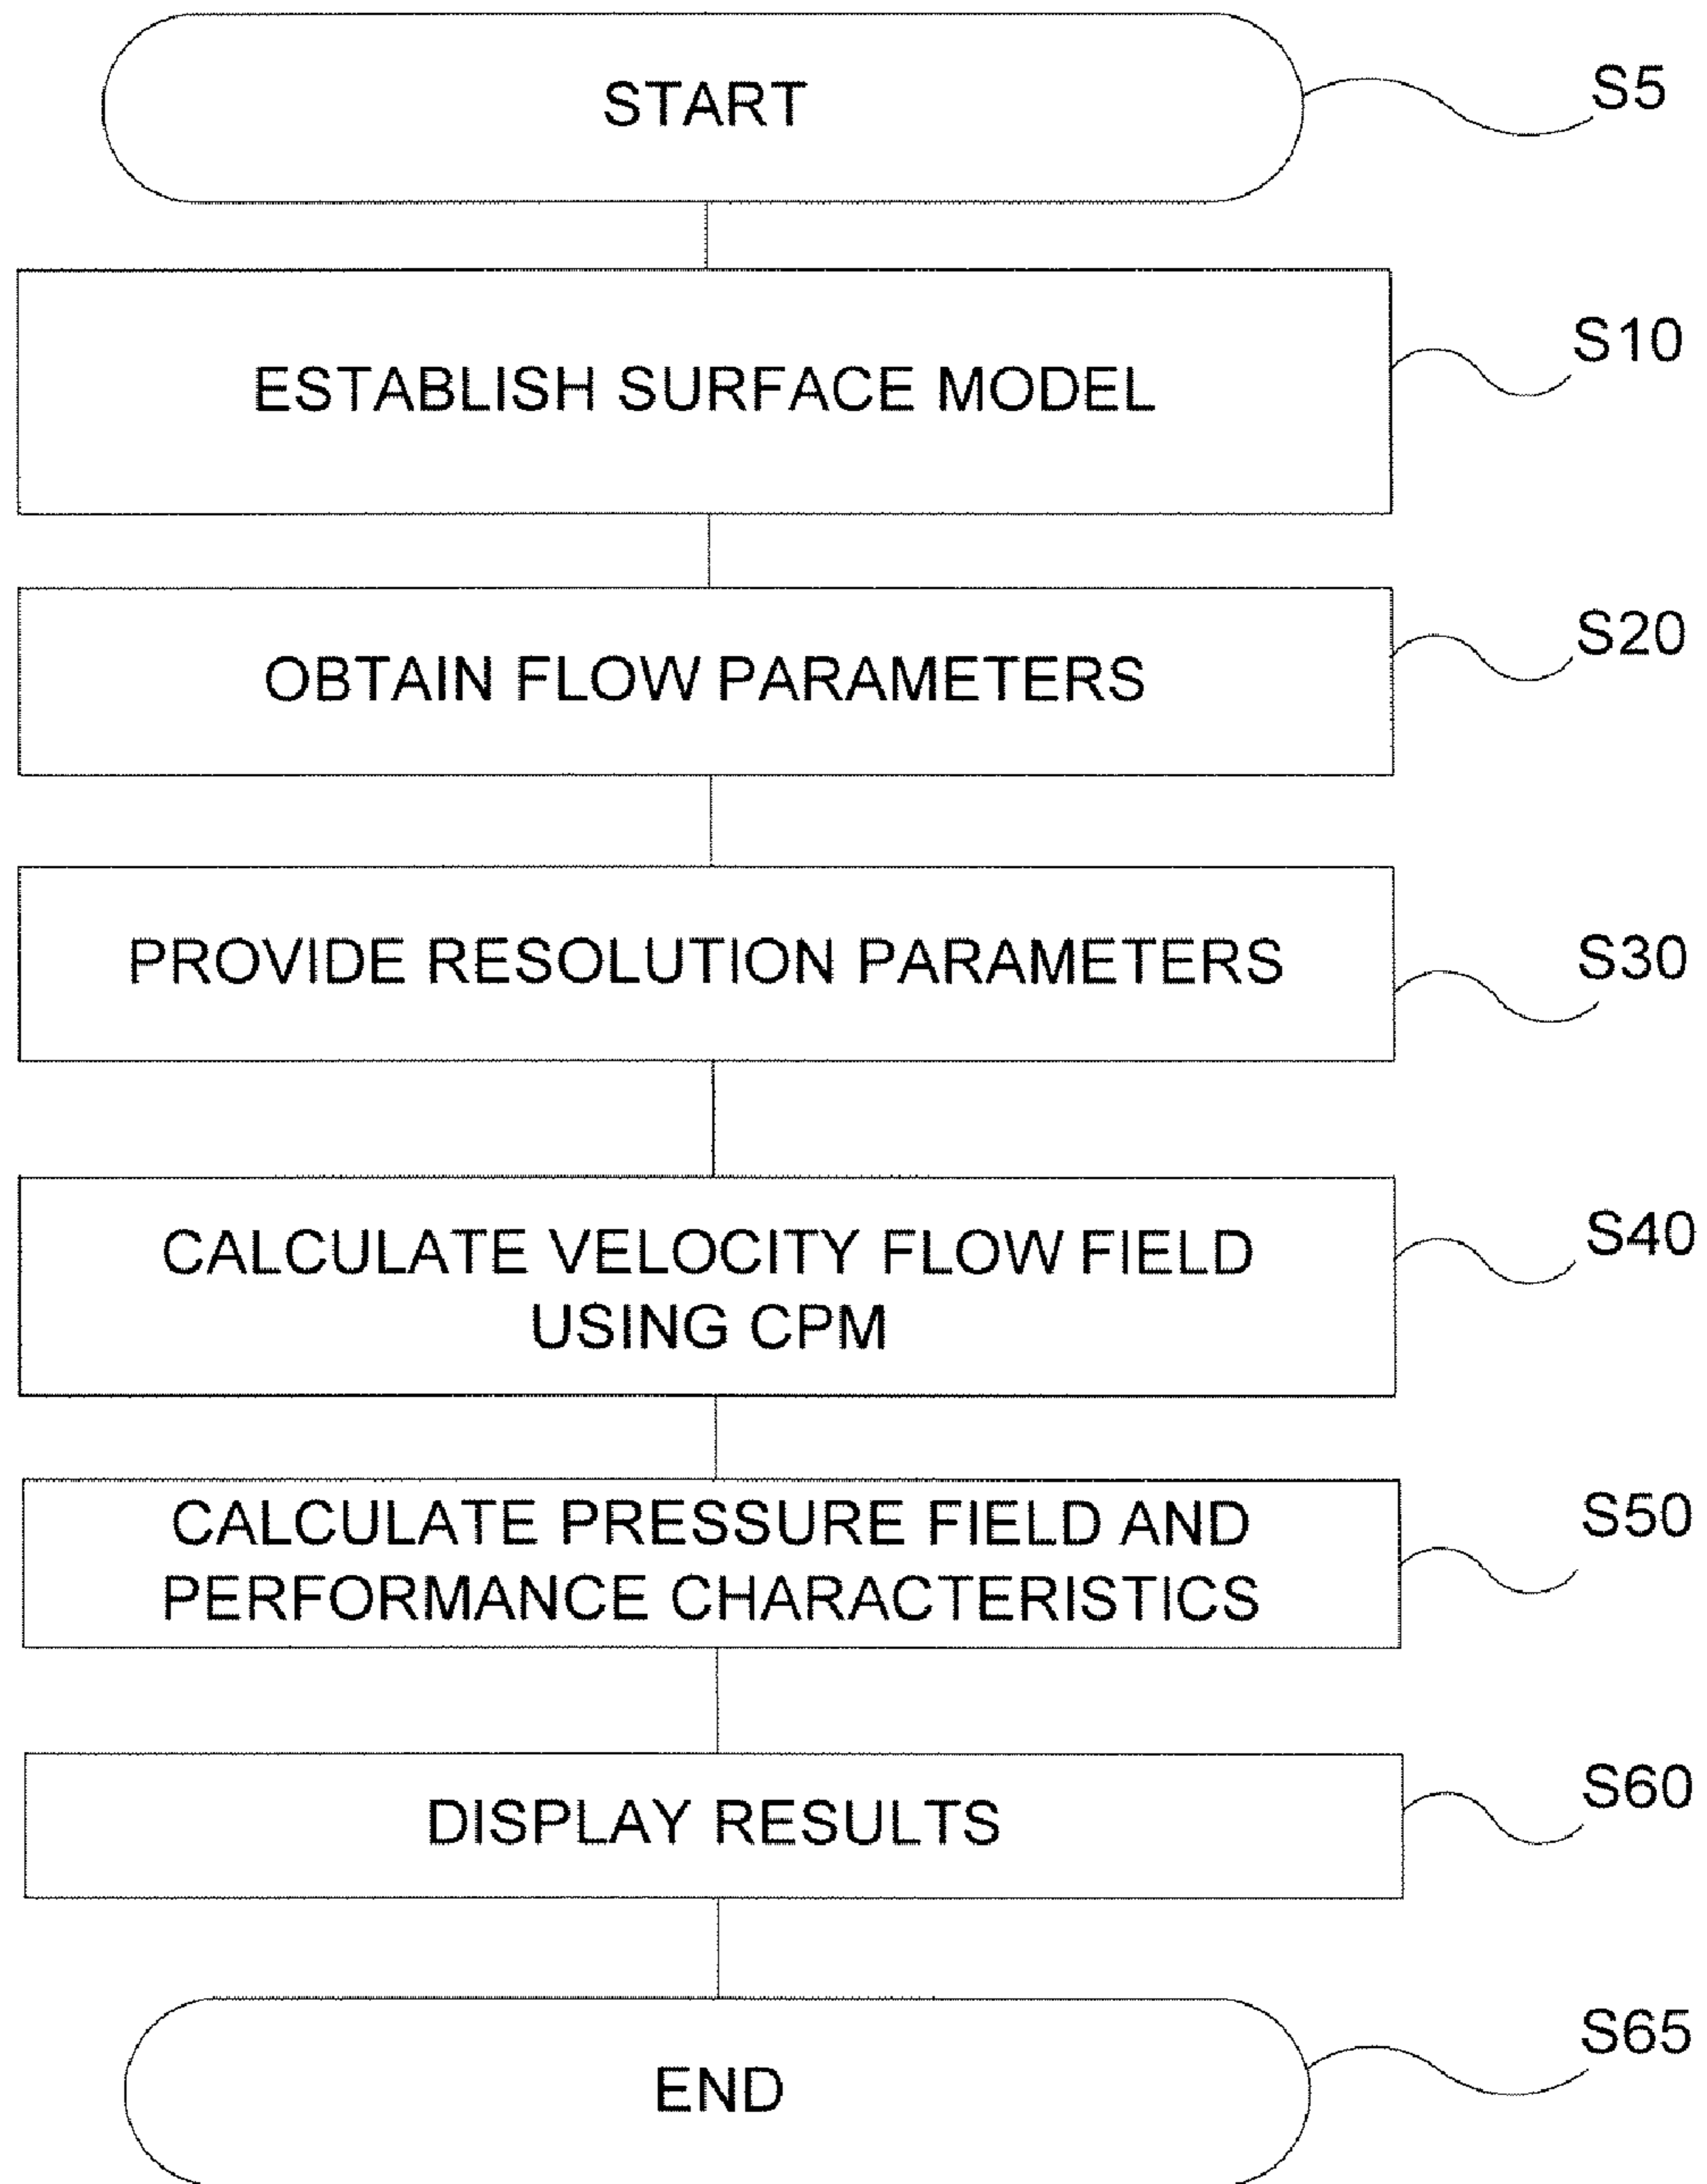 START
S5
ESTABLISH SURFACE MODEL
S10
OBTAIN FLOW PARAMETERS
S20
PROVIDE RESOLUTION PARAMETERS
S30
CALCULATE VELOCITY FLOW FIELD
USING CPM
S40
CALCULATE PRESSURE FIELD AND
PERFORMANCE CHARACTERISTICS
S50
DISPLAY RESULTS
S60
END
S65